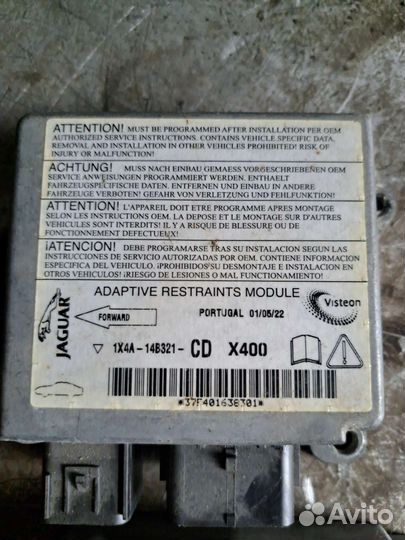 ATTENTION! MUST BE PROGRAMMED AFTER INSTALLATION PER OEM
AUTHORIZED SERVICE INSTRUCTIONS. CONTAINS VEHICLE SPECIFIC DATA.
REMOVAL AND INSTALLATION IN OTHER VEHICLES PROHIBITED! RISK OF
INJURY OR MALFUNCTION!
ACHTUNG! MUSS NACH EINBAU GEMAESS VORGESCHRIEBENEN OEM
SERVICE ANWEISUNGEN PROGRAMMIERT WERDEN. ENTHAELT
FAHRZEUGSPEZIFISCHE DATEN. ENTFERNEN UND EINBAU IN ANDERE
FAHRZEUGE VERBOTEN! GEFAHR VON VERLETZUNG UND FEHLFUNKTION!
ATTENTION! L'APPAREIL DOIT ETRE PROGRAMME APRES MONTAGE
SELON LES INSTRUCTIONS OEM. LA DEPOSE ET LE MONTAGE SUR D'AUTRES
VEHICULES SONT INTERDITS! IL Y A RISQUE DE BLESSURE OU DE
FONCTIONNEMENT DEFECTUEUX!
¡ATENCION! DEBE PROGRAMARSE TRAS SU INSTALACION SEGUN LAS
INSTRUCCIONES DE SERVICIO AUTORIZADAS POR OEM. CONTIENE INFORMACION
ESPECIFICA DEL VEHICULO. ¡PROHIBIDO! SU DESMONTAJE E INSTALACION EN
OTROS VEHICULOS! ¡RIESGO DE LESIONES O MAL FUNCIONAMIENTO!
ADAPTIVE RESTRAINTS MODULE
Visteon
JAGUAR
FORWARD
PORTUGAL 01/05/22
1X4A-14B321-CD X400
*37F401638301*
F
Avito